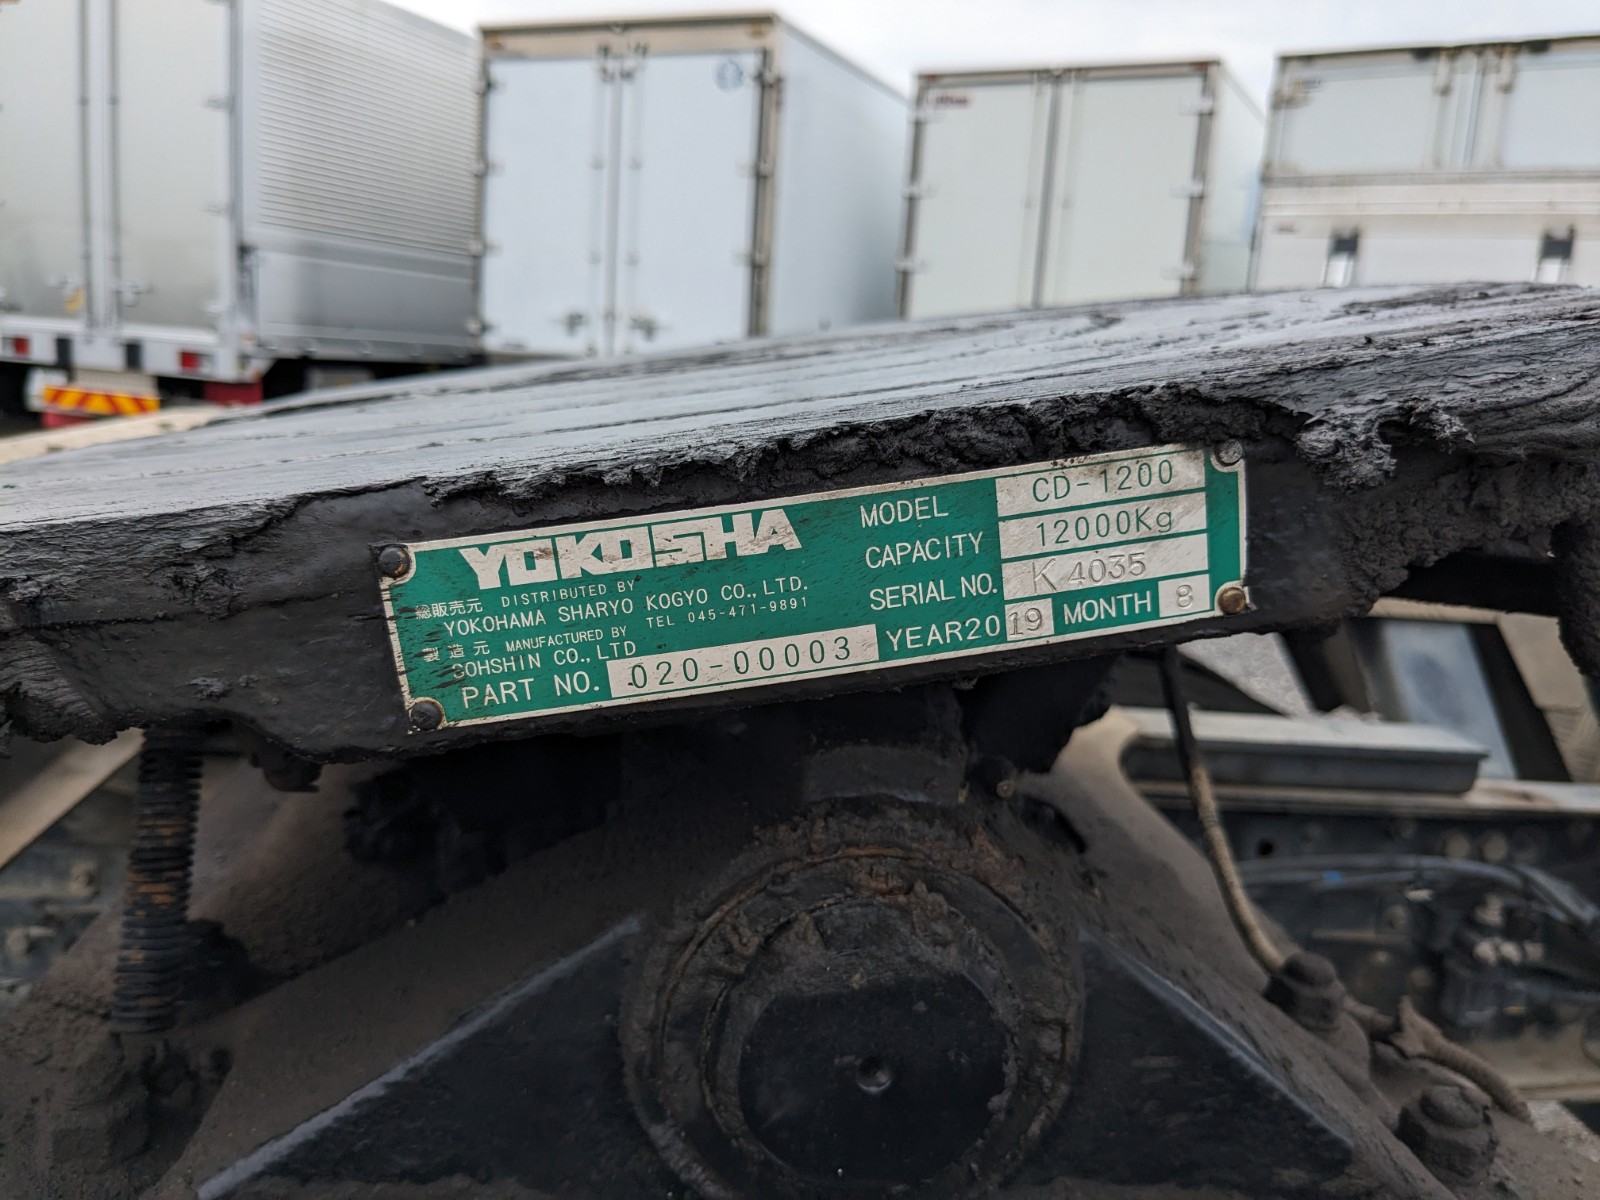 YOKOSHA
総販売元 DISTRIBUTED BY
YOKOHAMA SHARYO KOGYO CO., LTD.
TEL 045-471-9891
製造元 MANUFACTURED BY
SOHSHIN CO., LTD
PART NO. 020-00003
MODEL CD-1200
CAPACITY 12000Kg
SERIAL NO. K 4035
YEAR2019 MONTH 8